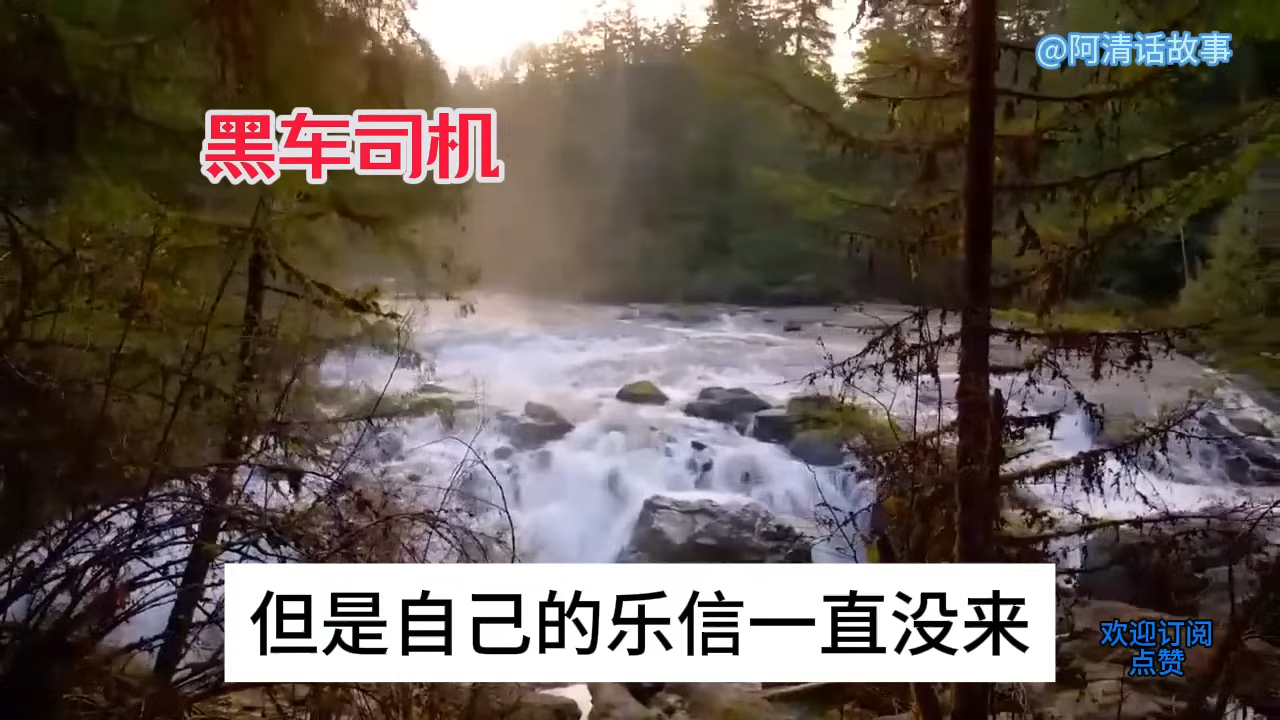 @阿清话故事
黑车司机
但是自己的乐信一直没来
欢迎订阅
点赞